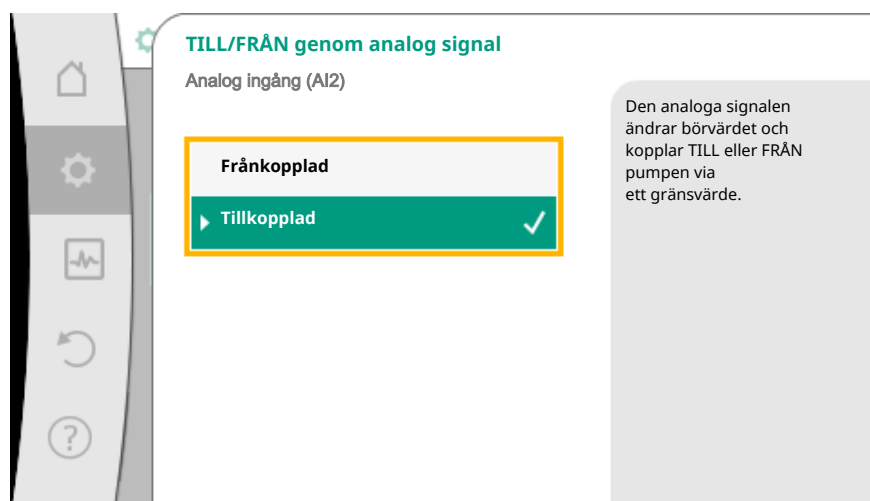 TILL/FRÅN genom analog signal
Analog ingång (AI2)
Frånkopplad
Tillkopplad
Den analoga signalen
ändrar börvärdet och
kopplar TILL eller FRÅN
pumpen via
ett gränsvärde.
?